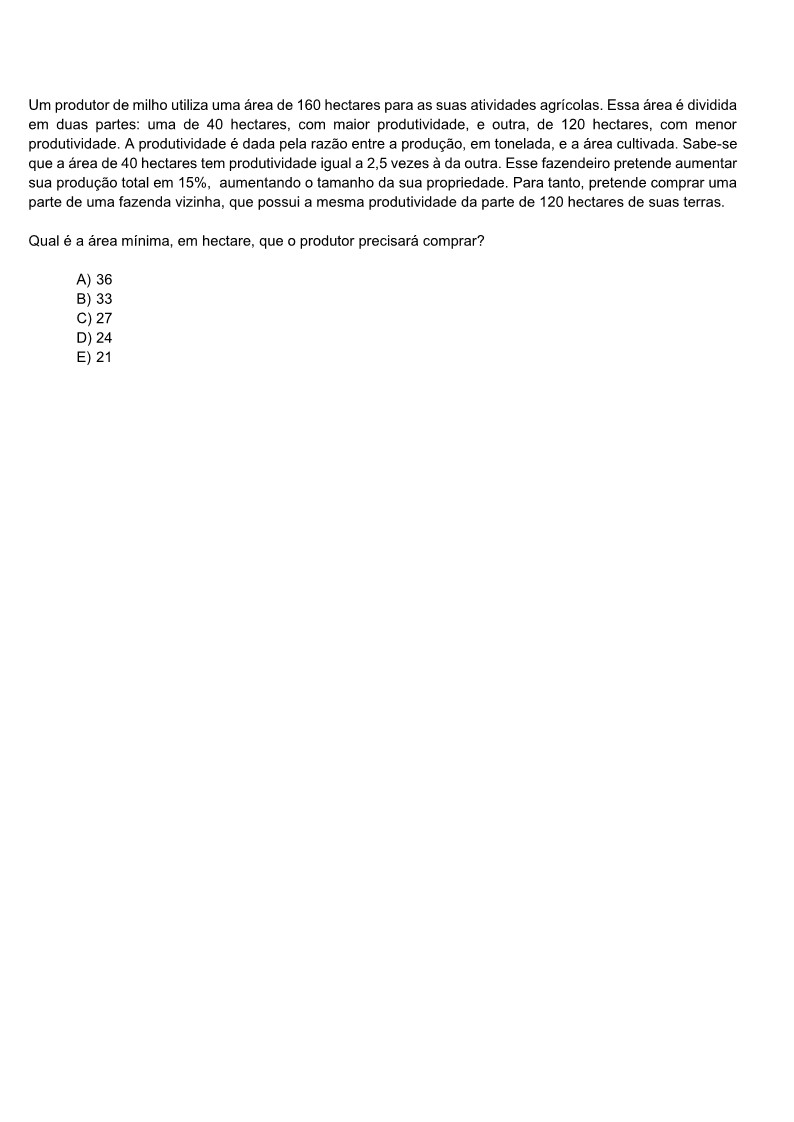 Um produtor de milho utiliza uma área de 160 hectares para as suas atividades agrícolas. Essa área é dividida
em duas partes: uma de 40 hectares, com maior produtividade, e outra, de 120 hectares, com menor
produtividade. A produtividade é dada pela razão entre a produção, em tonelada, e a área cultivada. Sabe-se
que a área de 40 hectares tem produtividade igual a 2,5 vezes à da outra. Esse fazendeiro pretende aumentar
sua produção total em 15%,  aumentando o tamanho da sua propriedade. Para tanto, pretende comprar uma
parte de uma fazenda vizinha, que possui a mesma produtividade da parte de 120 hectares de suas terras.
Qual é a área mínima, em hectare, que o produtor precisará comprar?
A) 36
B) 33
C) 27
D) 24
E) 21